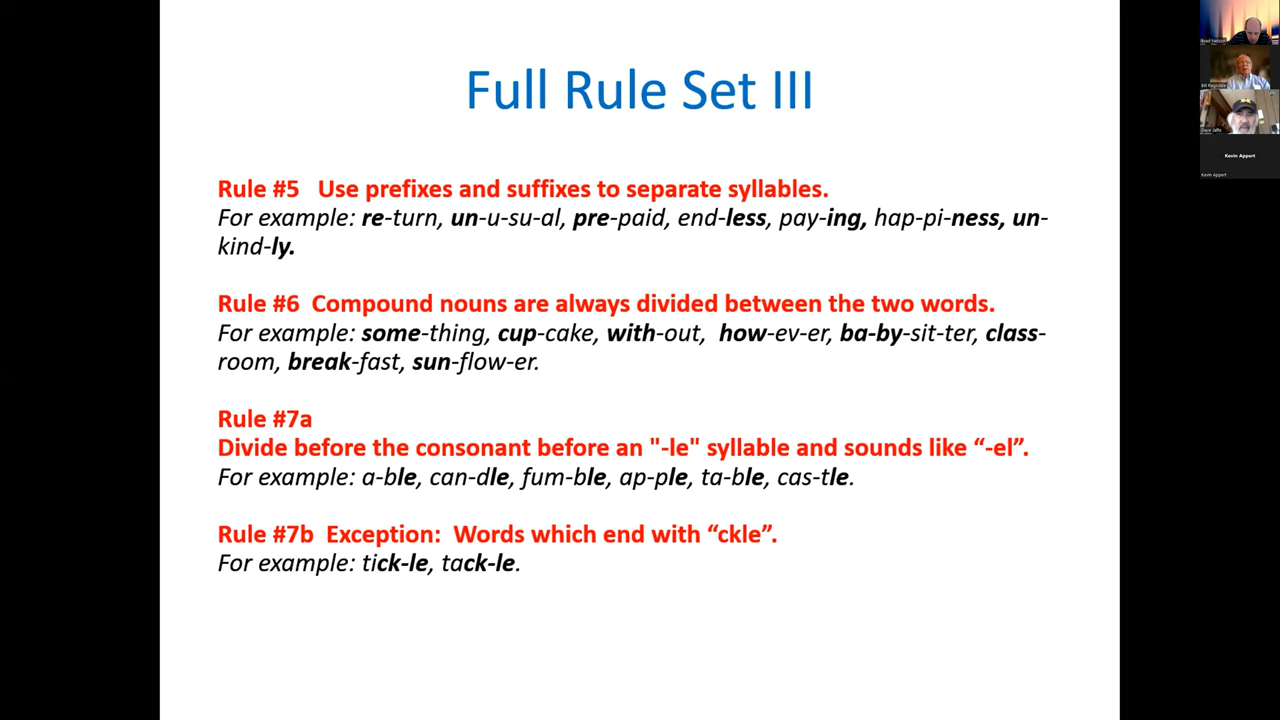 Full Rule Set III
Rule #5 Use prefixes and suffixes to separate syllables.
For example: re-turn, un-u-su-al, pre-paid, end-less, pay-ing, hap-pi-ness, un-
kind-ly.
Rule #6 Compound nouns are always divided between the two words.
For example: some-thing, cup-cake, with-out, how-ev-er, ba-by-sit-ter, class-
room, break-fast, sun-flow-er.
Rule #7a
Divide before the consonant before an "-le" syllable and sounds like “-el”.
For example: a-ble, can-dle, fum-ble, ap-ple, ta-ble, cas-tle.
Rule #7b Exception: Words which end with “ckle”.
For example: tick-le, tack-le.
Bill Ragsdale
Dave Jaffe
Kevin Appert
Kevin Appert